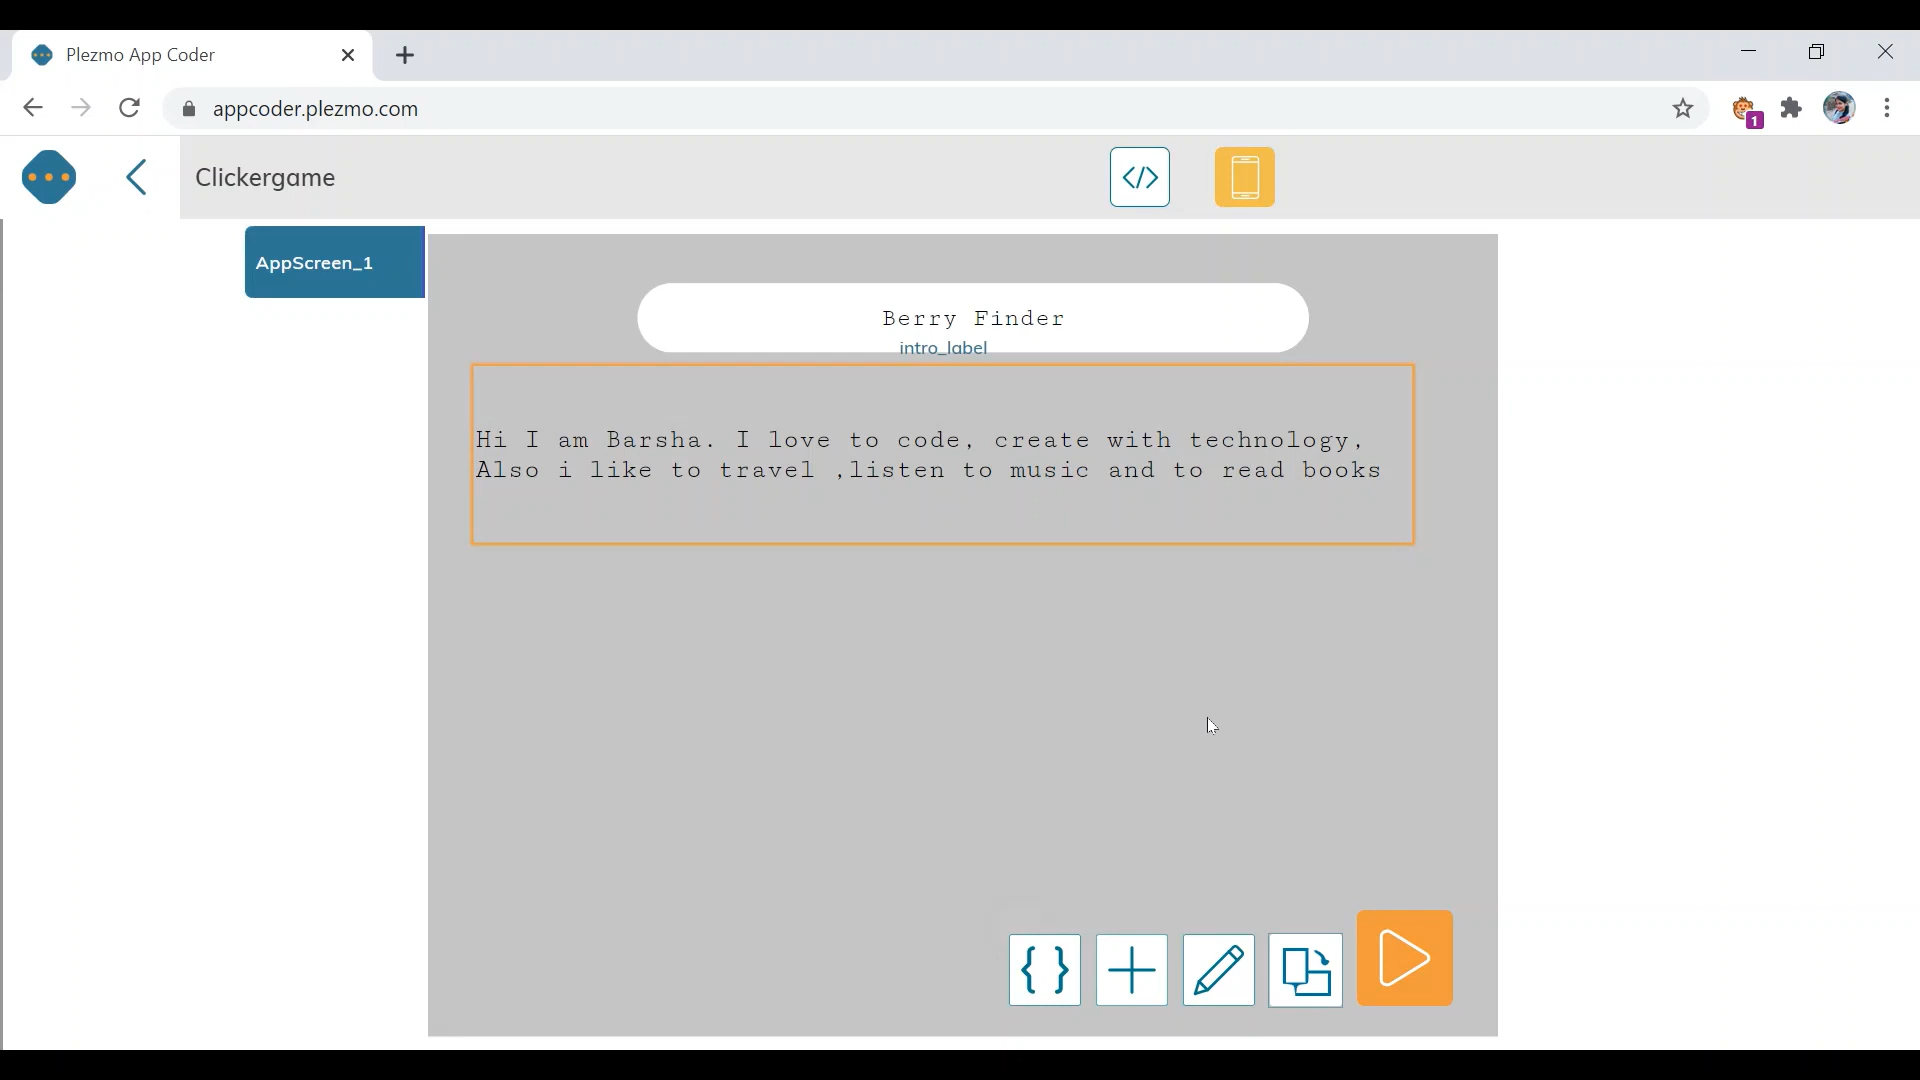 Plezmo App Coder
appcoder.plezmo.com
1
Clickergame
</>
AppScreen_1
Berry Finder
intro_label
Hi I am Barsha. I love to code, create with technology,
Also i like to travel ,listen to music and to read books
{ }